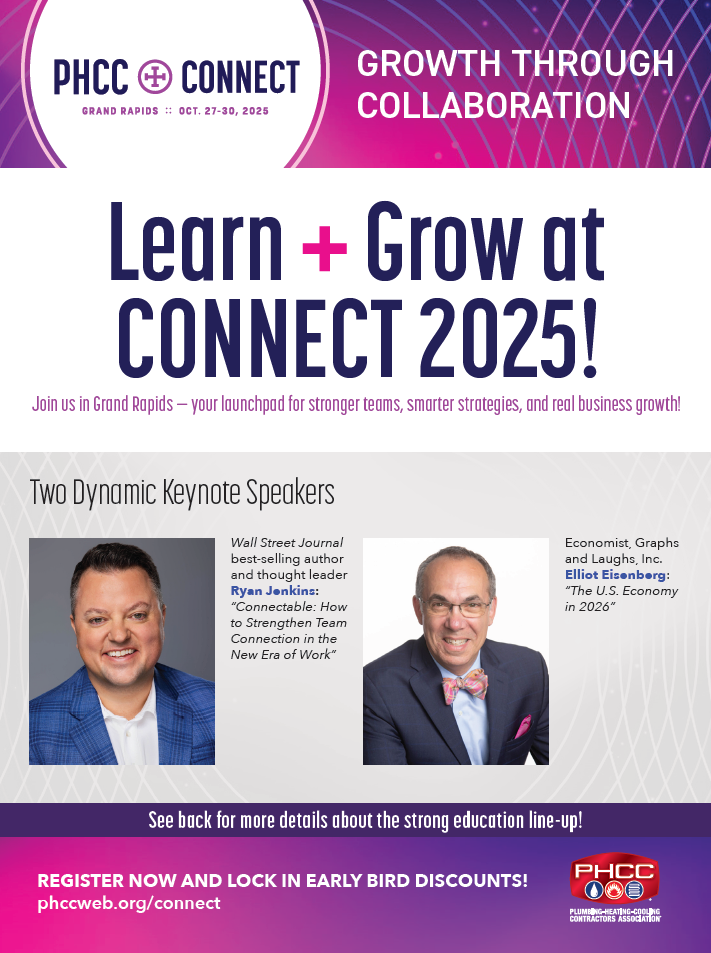 PHCC CONNECT
GRAND RAPIDS :: OCT. 27-30, 2025
GROWTH THROUGH
COLLABORATION
Learn + Grow at
CONNECT 2025!
Join us in Grand Rapids — your launchpad for stronger teams, smarter strategies, and real business growth!
Two Dynamic Keynote Speakers
Wall Street Journal
best-selling author
and thought leader
Ryan Jenkins:
“Connectable: How
to Strengthen Team
Connection in the
New Era of Work”
Economist, Graphs
and Laughs, Inc.
Elliot Eisenberg:
“The U.S. Economy
in 2026”
See back for more details about the strong education line-up!
REGISTER NOW AND LOCK IN EARLY BIRD DISCOUNTS!
phccweb.org/connect
PHCC
PLUMBING-HEATING-COOLING
CONTRACTORS ASSOCIATION